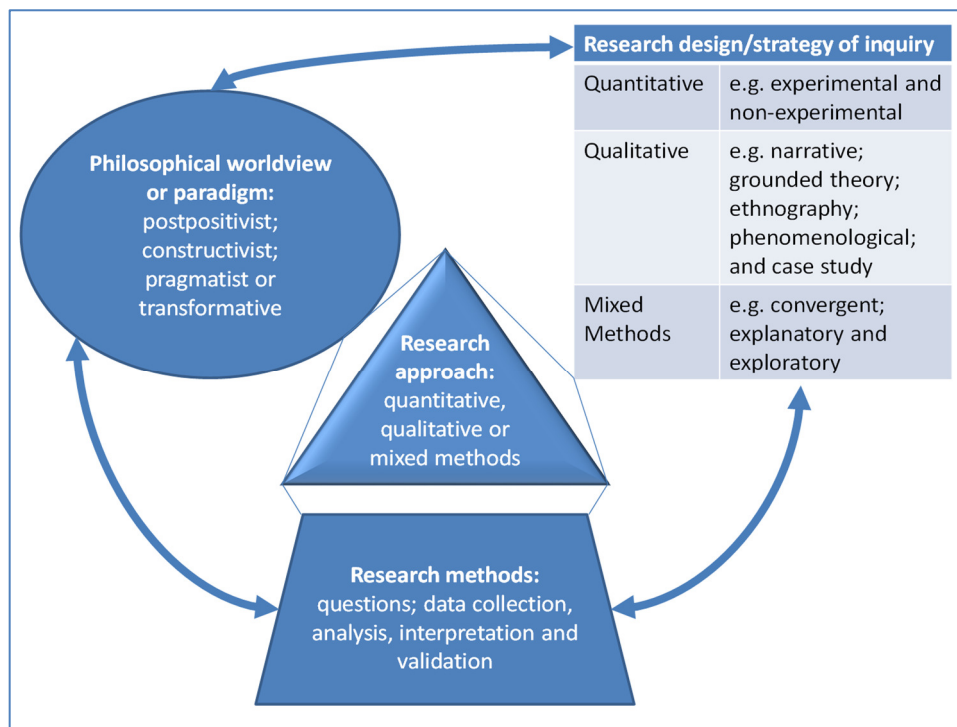 Philosophical worldview
or paradigm:
postpositivist;
constructivist;
pragmatist or
transformative
Research design/strategy of inquiry
Quantitative
e.g. experimental and
non-experimental
Qualitative
e.g. narrative;
grounded theory;
ethnography;
phenomenological;
and case study
Mixed
Methods
e.g. convergent;
explanatory and
exploratory
Research
approach:
quantitative,
qualitative or
mixed methods
Research methods:
questions; data collection,
analysis, interpretation and
validation